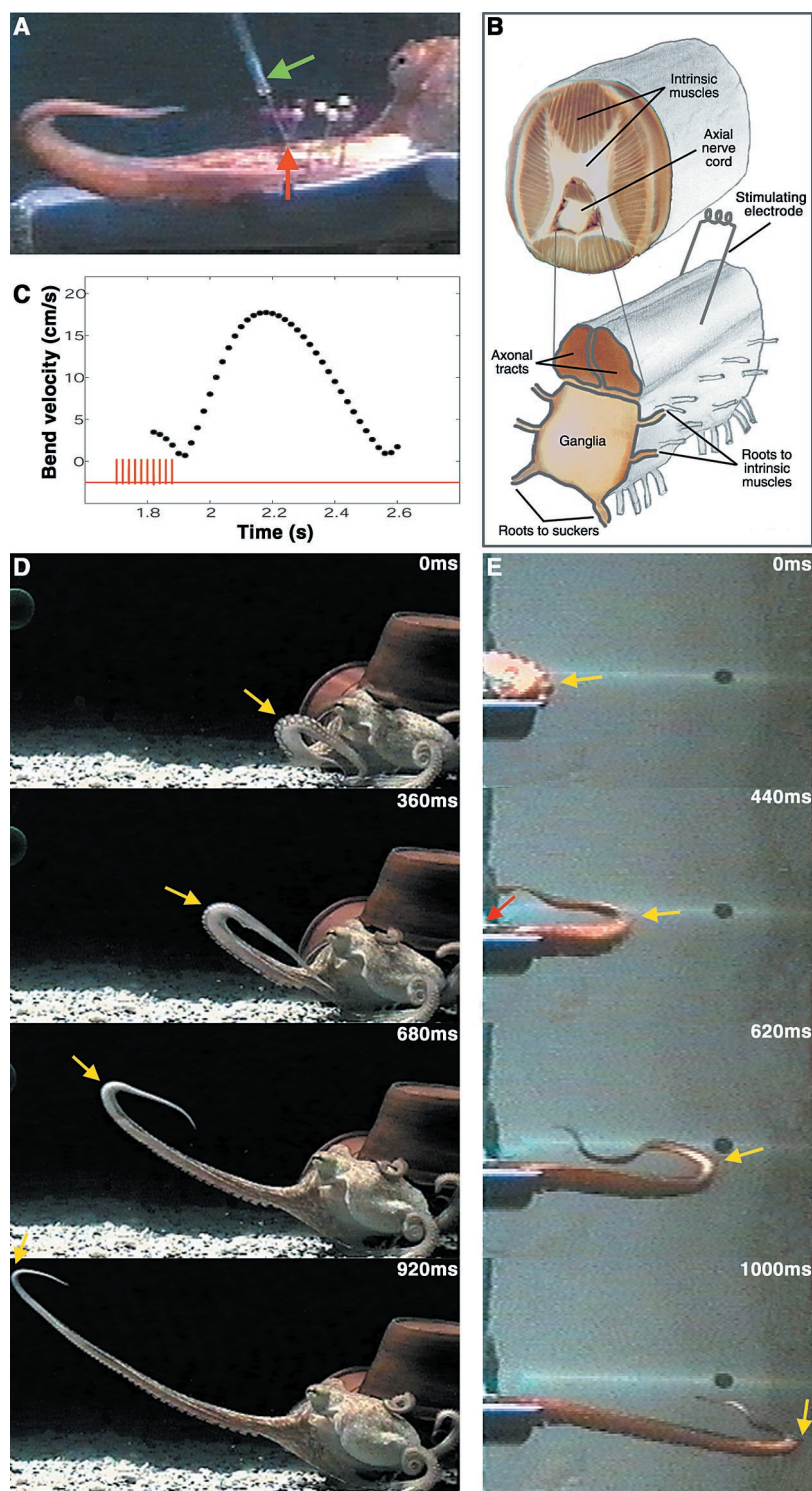 A
B
Intrinsic
muscles
Axial
nerve
cord
Stimulating
electrode
Axonal
tracts
Ganglia
Roots to
intrinsic
muscles
Roots to suckers
C
Bend velocity (cm/s)
20
15
10
5
0
1.8
2
2.2
2.4
2.6
Time (s)
D
0ms
360ms
680ms
920ms
E
0ms
440ms
620ms
1000ms